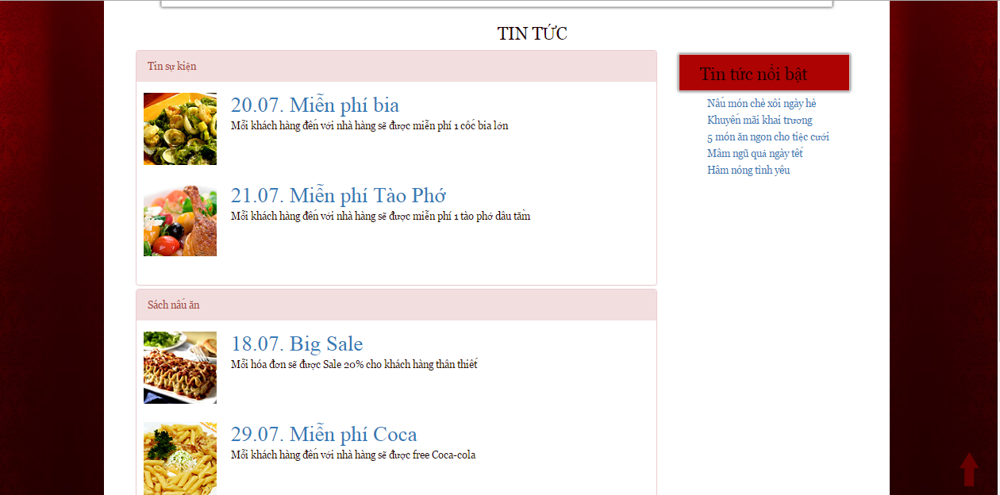 TIN TỨC
Tin sự kiện
20.07. Miễn phí bia
Mỗi khách hàng đến với nhà hàng sẽ được miễn phí 1 cốc bia lớn
21.07. Miễn phí Tào Phớ
Mỗi khách hàng đến với nhà hàng sẽ được miễn phí 1 tào phớ dâu tằm
Sách nấu ăn
18.07. Big Sale
Mỗi hóa đơn sẽ được Sale 20% cho khách hàng thân thiết
29.07. Miễn phí Coca
Mỗi khách hàng đến với nhà hàng sẽ được free Coca-cola
Tin tức nổi bật
Nấu món chè xôi ngày hè
Khuyến mãi khai trương
5 món ăn ngon cho tiệc cưới
Mâm ngũ quả ngày tết
Hâm nóng tình yêu